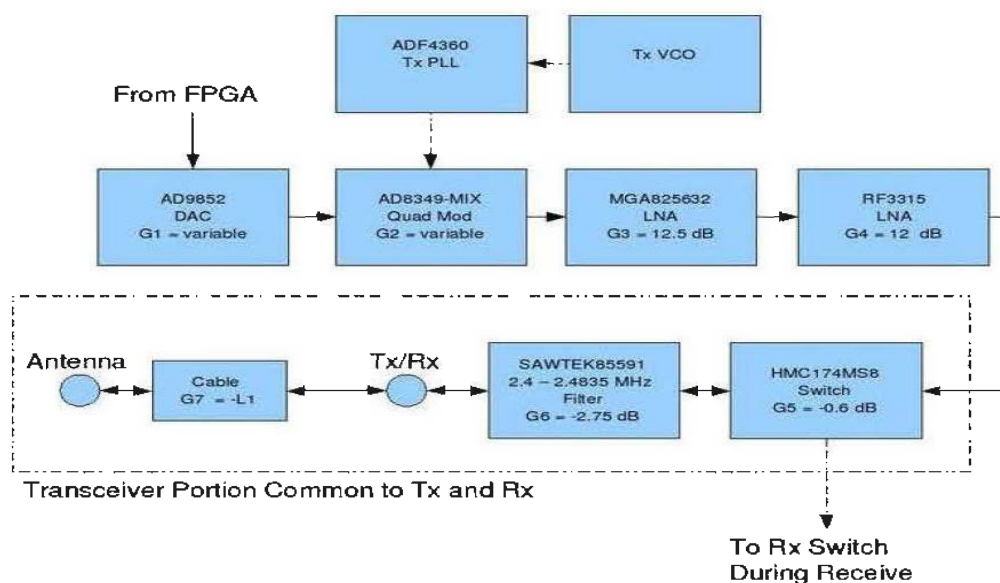 ADF4360
Tx PLL
Tx VCO
From FPGA
AD9852
DAC
G1 = variable
AD8349-MIX
Quad Mod
G2 = variable
MGA825632
LNA
G3 = 12.5 dB
RF3315
LNA
G4 = 12 dB
Antenna
Cable
G7 = -L1
Tx/Rx
SAWTEK85591
2.4 – 2.4835 MHz
Filter
G6 = -2.75 dB
HMC174MS8
Switch
G5 = -0.6 dB
Transceiver Portion Common to Tx and Rx
To Rx Switch
During Receive